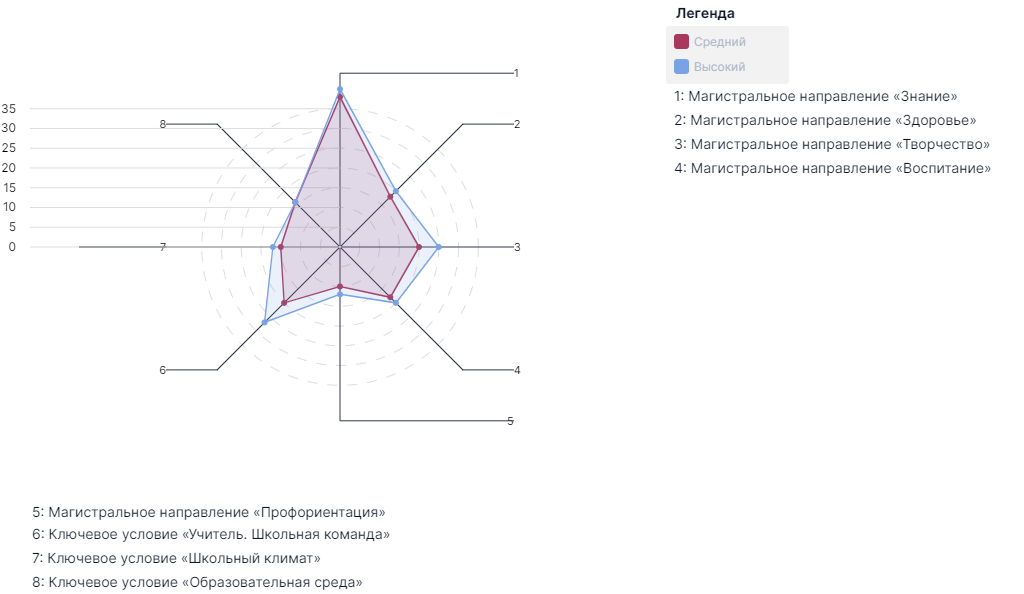 Легенда
Средний
Высокий
1: Магистральное направление «Знание»
2: Магистральное направление «Здоровье»
3: Магистральное направление «Творчество»
4: Магистральное направление «Воспитание»
1
2
3
4
5
6
7
8
35
30
25
20
15
10
5
0
5: Магистральное направление «Профориентация»
6: Ключевое условие «Учитель. Школьная команда»
7: Ключевое условие «Школьный климат»
8: Ключевое условие «Образовательная среда»